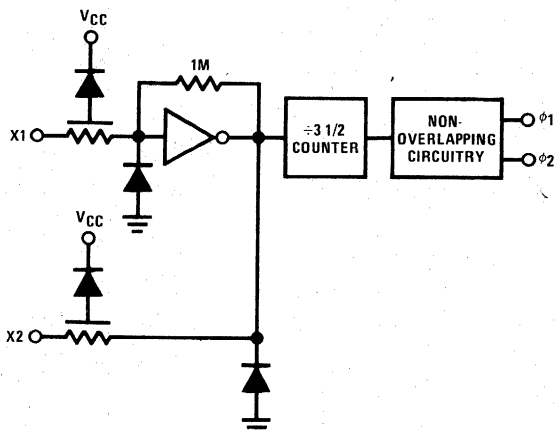 VCC
1M
X1
÷3 1/2
COUNTER
NON-
OVERLAPPING
CIRCUITRY
ϕ1
ϕ2
VCC
X2